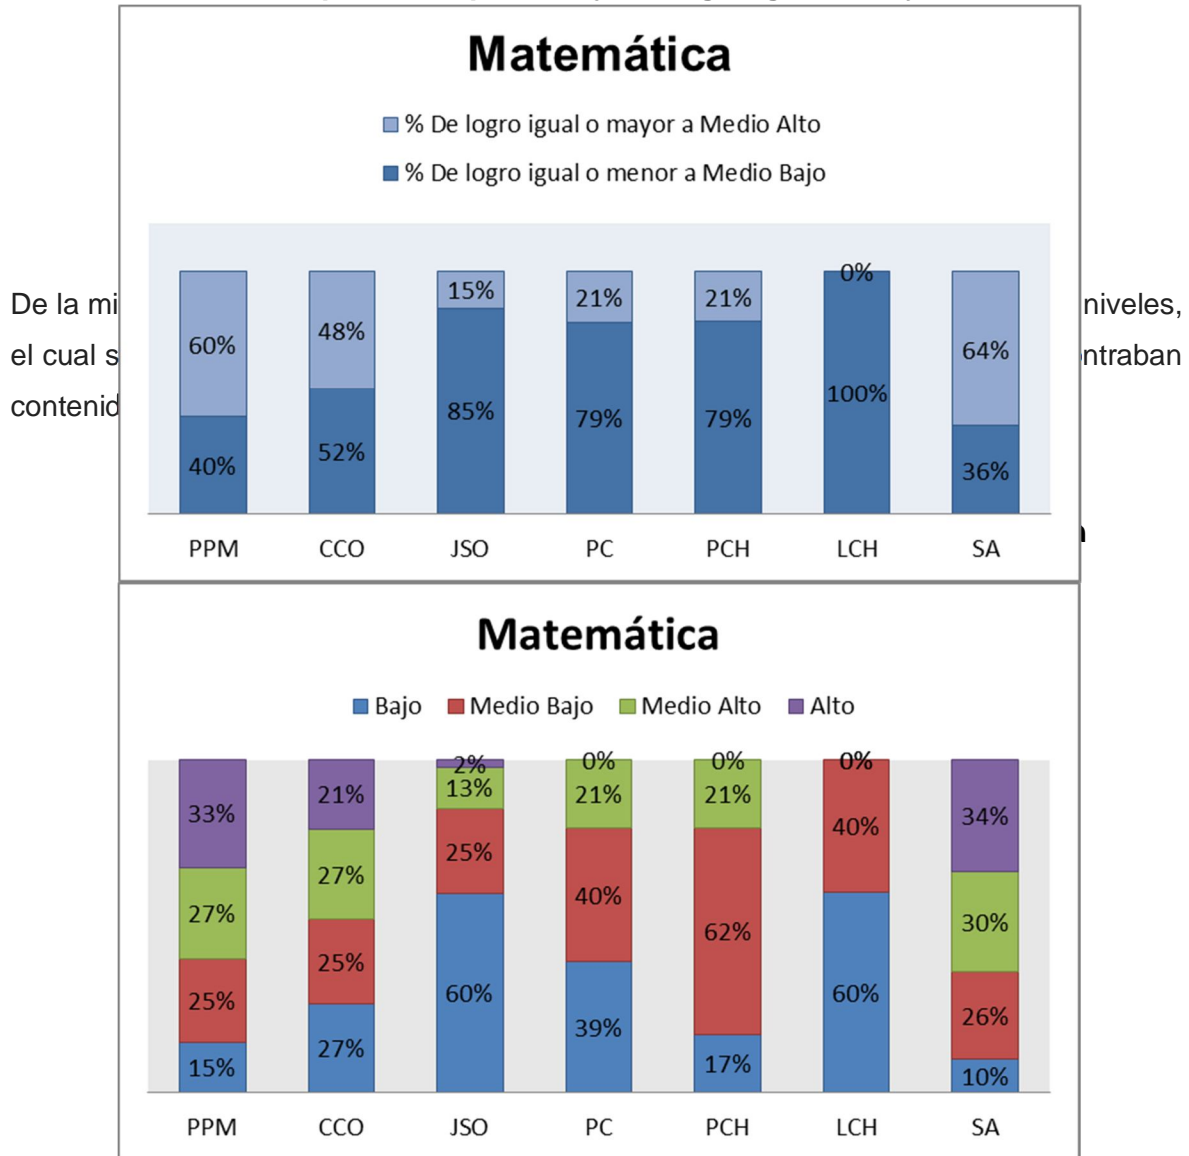 Matemática
% De logro igual o mayor a Medio Alto
% De logro igual o menor a Medio Bajo
De la niveles,
el cual
60% 48% 15% 21% 21% 0% 64%
40% 52% 85% 79% 79% 100% 36%
PPM CCO JSO PC PCH LCH SA
Matemática
Bajo Medio Bajo Medio Alto Alto
33% 21% 2% 0% 0% 0% 34%
27% 27% 13% 21% 21% 30%
25% 25% 25% 40% 62% 40% 26%
15% 27% 60% 39% 17% 60% 10%
PPM CCO JSO PC PCH LCH SA